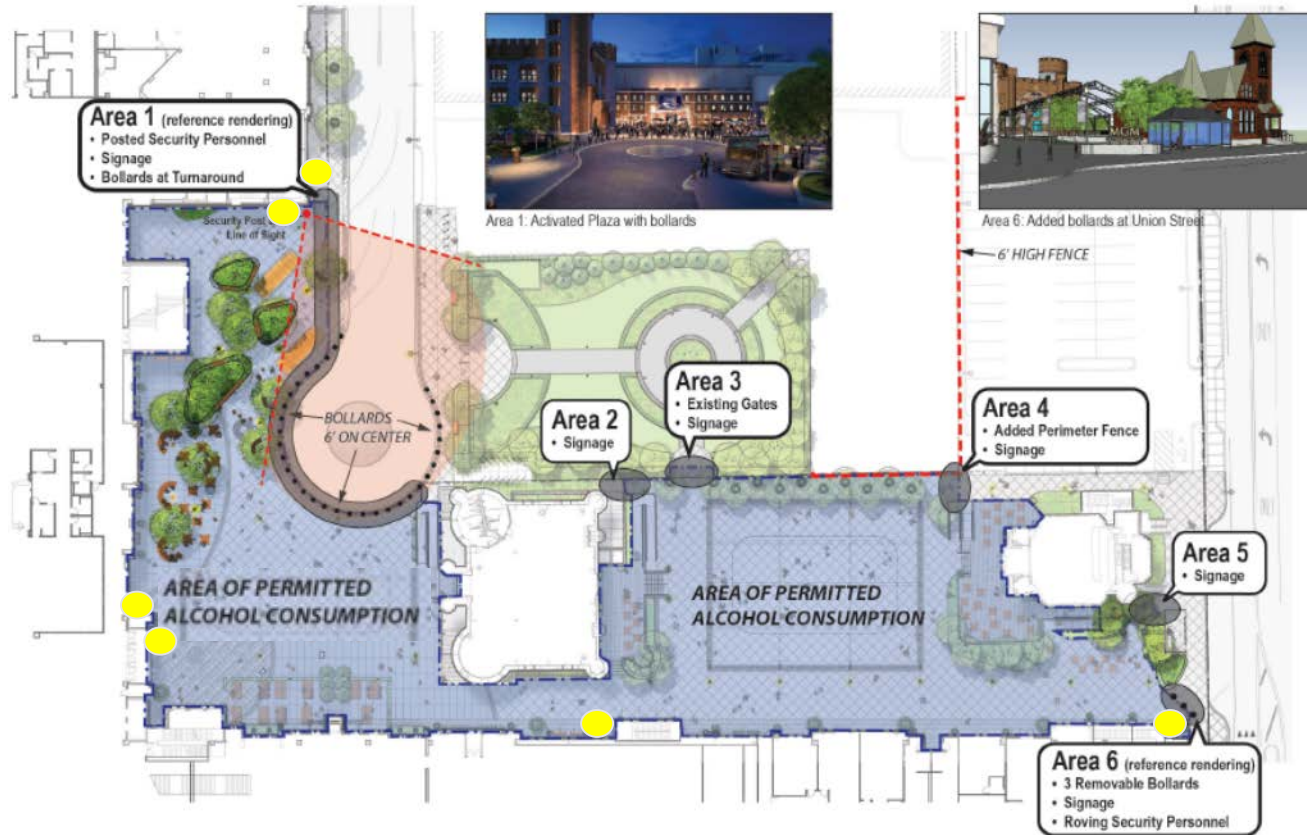 Area 1 (reference rendering)
• Posted Security Personnel
• Signage
• Bollards at Turnaround
Security Post
Line of Sight
Area 1: Activated Plaza with bollards
MGM
Area 6: Added bollards at Union Street
6' HIGH FENCE
BOLLARDS
6' ON CENTER
Area 2
• Signage
Area 3
• Existing Gates
• Signage
Area 4
• Added Perimeter Fence
• Signage
Area 5
• Signage
AREA OF PERMITTED
ALCOHOL CONSUMPTION
AREA OF PERMITTED
ALCOHOL CONSUMPTION
Area 6 (reference rendering)
• 3 Removable Bollards
• Signage
• Roving Security Personnel